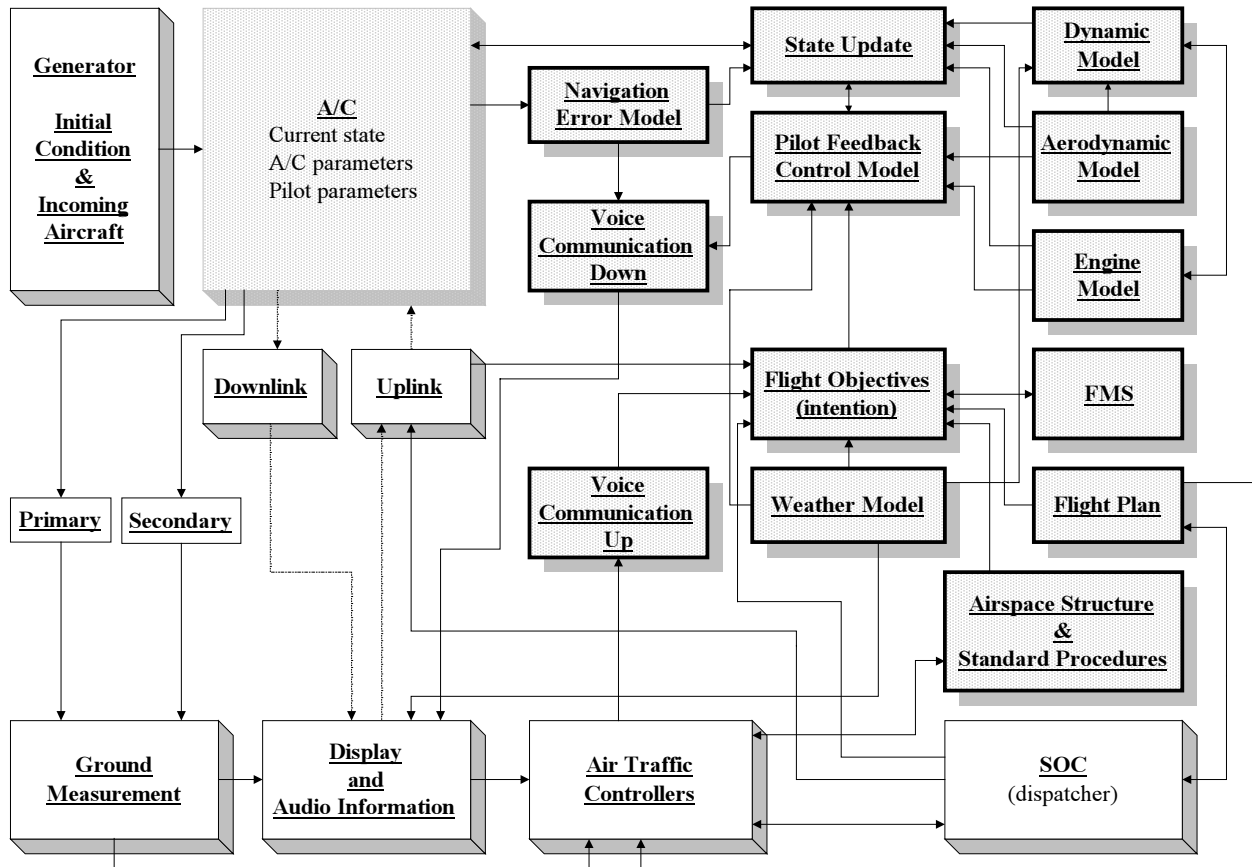 Generator
Initial
Condition
&
Incoming
Aircraft
A/C
Current state
A/C parameters
Pilot parameters
Navigation
Error Model
State Update
Dynamic
Model
Pilot Feedback
Control Model
Aerodynamic
Model
Voice
Communication
Down
Engine
Model
Downlink
Uplink
Flight Objectives
(intention)
FMS
Primary
Secondary
Voice
Communication
Up
Weather Model
Flight Plan
Airspace Structure
&
Standard Procedures
Ground
Measurement
Display
and
Audio Information
Air Traffic
Controllers
SOC
(dispatcher)